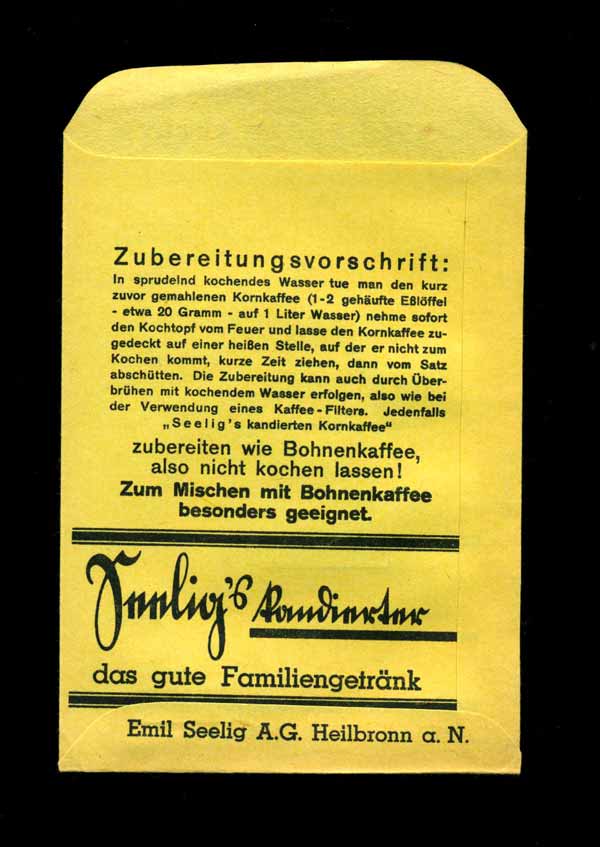 Zubereitungsvorschrift:
In sprudelnd kochendes Wasser tue man den kurz
zuvor gemahlenen Kornkaffee (1-2 gehäufte Eßlöffel
- etwa 20 Gramm - auf 1 Liter Wasser) nehme sofort
den Kochtopf vom Feuer und lasse den Kornkaffee zu-
gedeckt auf einer heißen Stelle, auf der er nicht zum
Kochen kommt, kurze Zeit ziehen, dann vom Satz
abschütten. Die Zubereitung kann auch durch Über-
brühen mit kochendem Wasser erfolgen, also wie bei
der Verwendung eines Kaffee-Filters. Jedenfalls
„Seelig's kandierten Kornkaffee“
zubereiten wie Bohnenkaffee,
also nicht kochen lassen!
Zum Mischen mit Bohnenkaffee
besonders geeignet.
Seelig's kandierter
das gute Familiengetränk
Emil Seelig A.G. Heilbronn a. N.